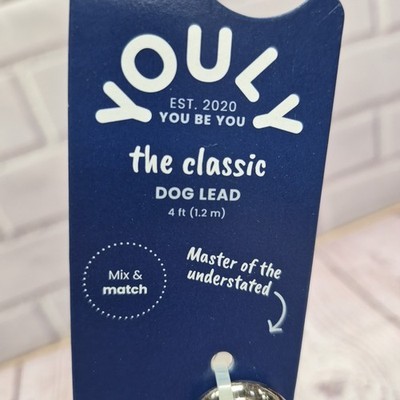 YOULY
EST. 2020
YOU BE YOU
the classic
DOG LEAD
4 ft (1.2 m)
Mix &
match
Master of the
understated